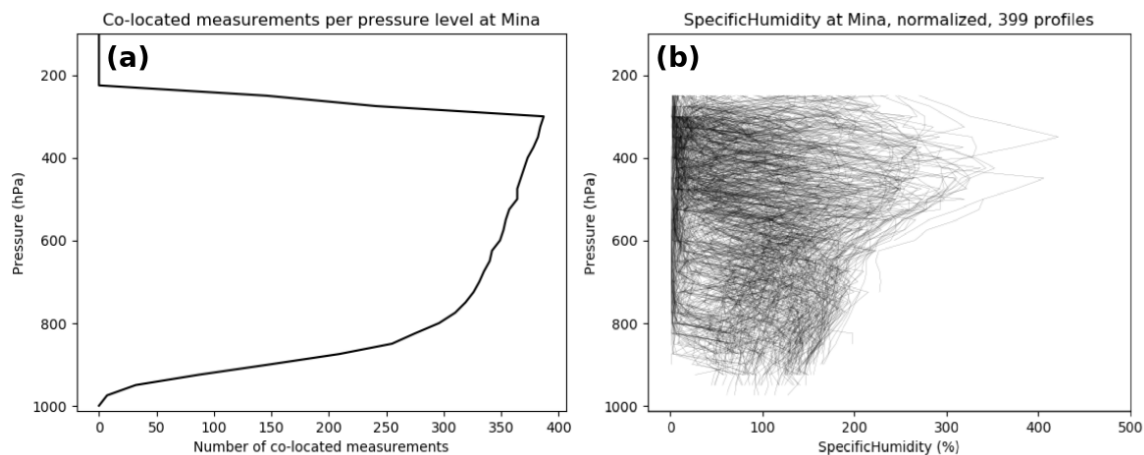 Co-located measurements per pressure level at Mina
(a)
200
400
600
800
1000
Pressure (hPa)
0 50 100 150 200 250 300 350 400
Number of co-located measurements
SpecificHumidity at Mina, normalized, 399 profiles
(b)
200
400
600
800
1000
Pressure (hPa)
0 100 200 300 400 500
SpecificHumidity (%)